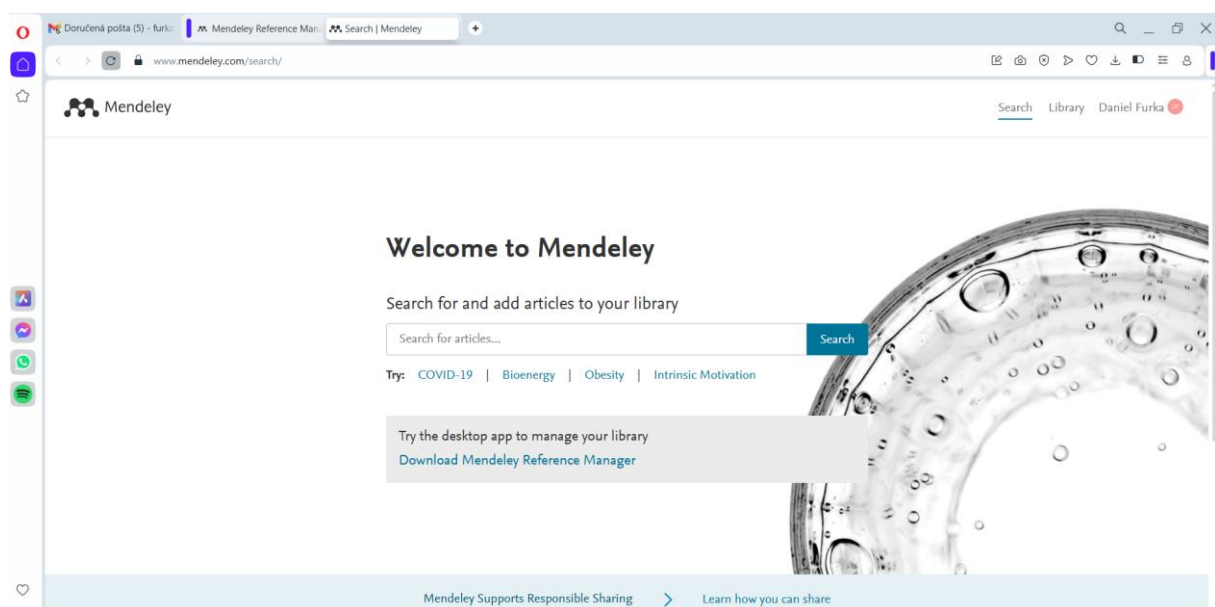 Doručená pošta (5) - furk
Mendeley Reference Man
Search | Mendeley
www.mendeley.com/search/
Mendeley
Search Library Daniel Furka
Welcome to Mendeley
Search for and add articles to your library
Search for articles...
Search
Try: COVID-19 | Bioenergy | Obesity | Intrinsic Motivation
Try the desktop app to manage your library
Download Mendeley Reference Manager
Mendeley Supports Responsible Sharing
Learn how you can share